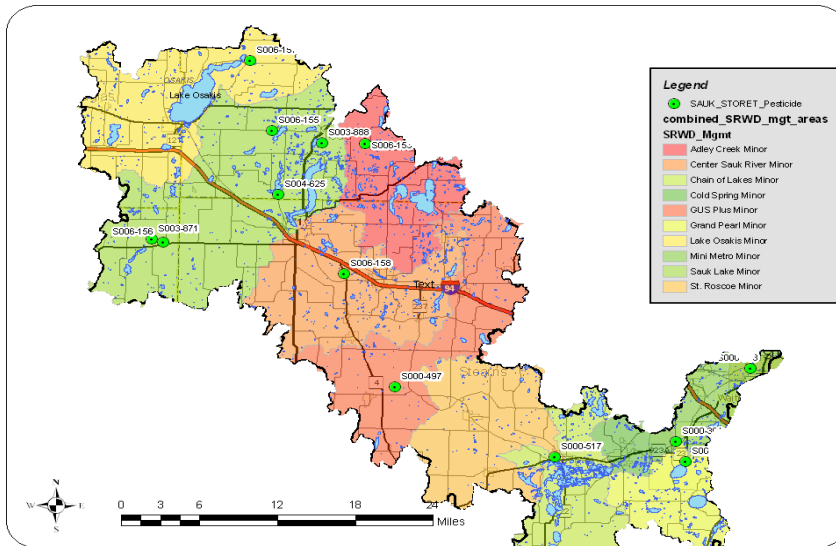 OSAKIS
Lake Osakis
S006-155
S003-888
S004-625
S006-156
S003-871
S006-158
Text
94
4
S000-497
Stearns
S000-517
Legend
SAUK_STORET_Pesticide
combined_SRWD_mgt_areas
SRWD_Mgmt
Adley Creek Minor
Center Sauk River Minor
Chain of Lakes Minor
Cold Spring Minor
GUS Plus Minor
Grand Pearl Minor
Lake Osakis Minor
Mini Metro Minor
Sauk Lake Minor
St. Roscoe Minor
W E
S
0 3 6 12 18 24
Miles